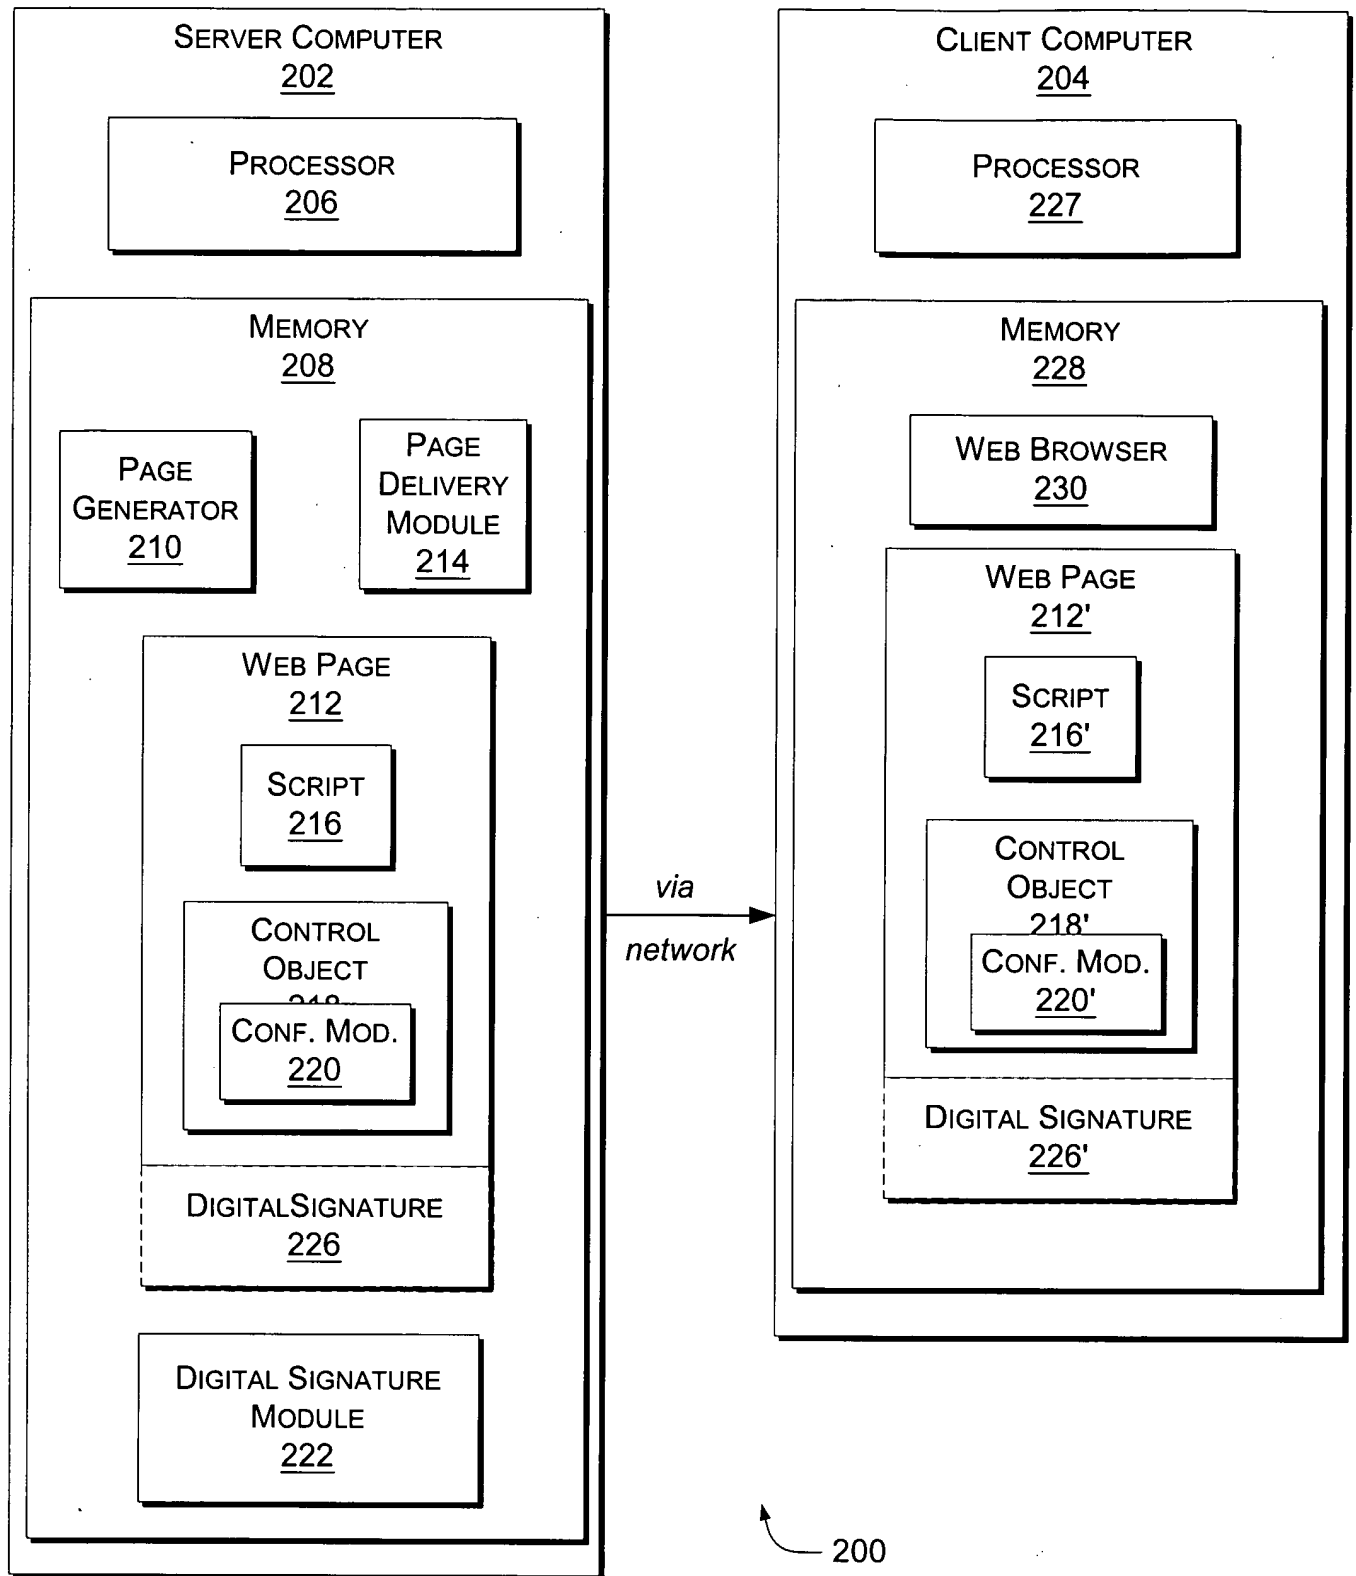 SERVER COMPUTER
202
PROCESSOR
206
MEMORY
208
PAGE
GENERATOR
210
PAGE
DELIVERY
MODULE
214
WEB PAGE
212
SCRIPT
216
CONTROL
OBJECT
218
CONF. MOD.
220
DIGITALSIGNATURE
226
DIGITAL SIGNATURE
MODULE
222
via
network
CLIENT COMPUTER
204
PROCESSOR
227
MEMORY
228
WEB BROWSER
230
WEB PAGE
212'
SCRIPT
216'
CONTROL
OBJECT
218'
CONF. MOD.
220'
DIGITAL SIGNATURE
226'
200